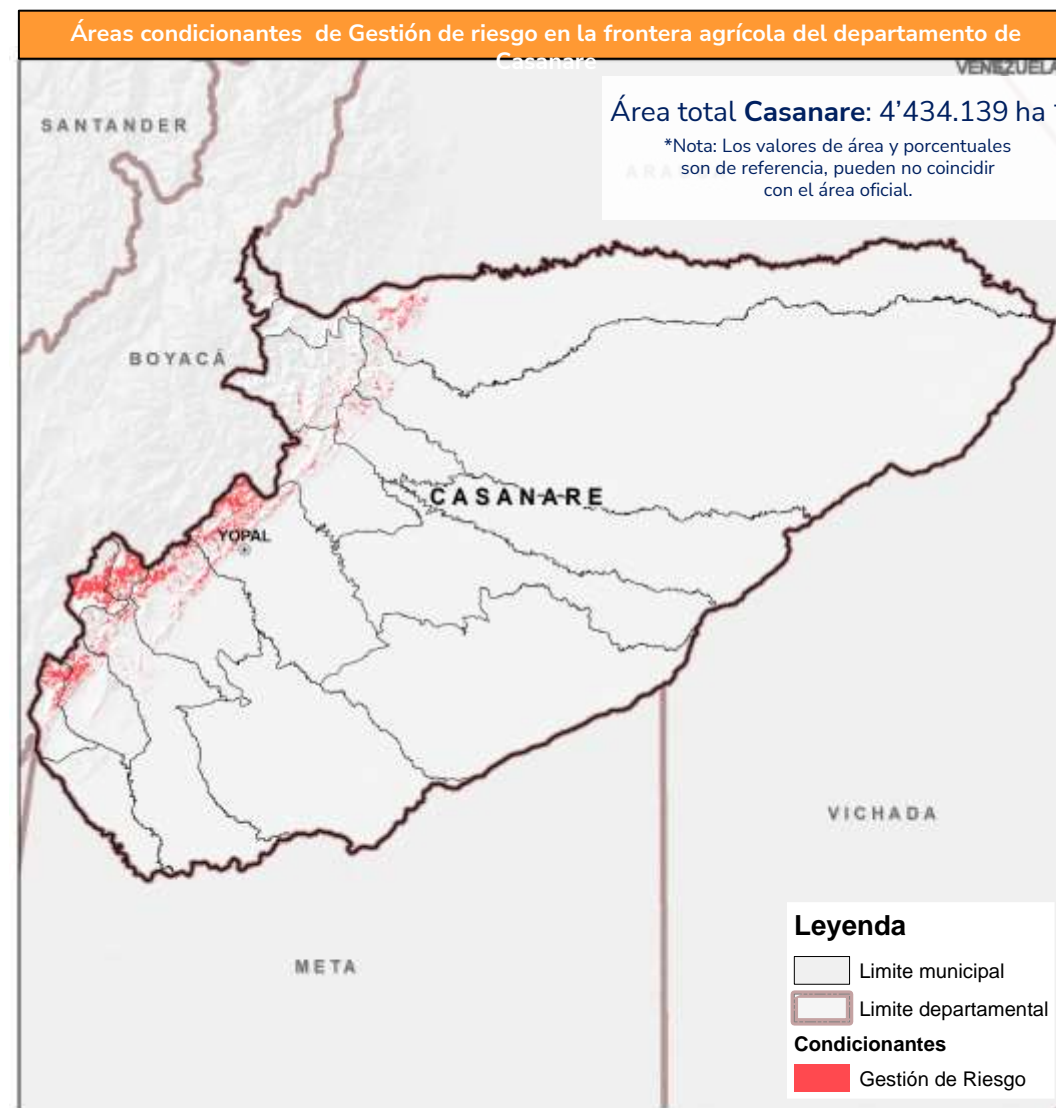 Áreas condicionantes de Gestión de riesgo en la frontera agrícola del departamento de
Casanare
VENEZUELA
Área total Casanare: 4’434.139 ha *
*Nota: Los valores de área y porcentuales
son de referencia, pueden no coincidir
con el área oficial.
SANTANDER
BOYACÁ
CASANARE
YOPAL
VICHADA
META
Leyenda
Limite municipal
Limite departamental
Condicionantes
Gestión de Riesgo